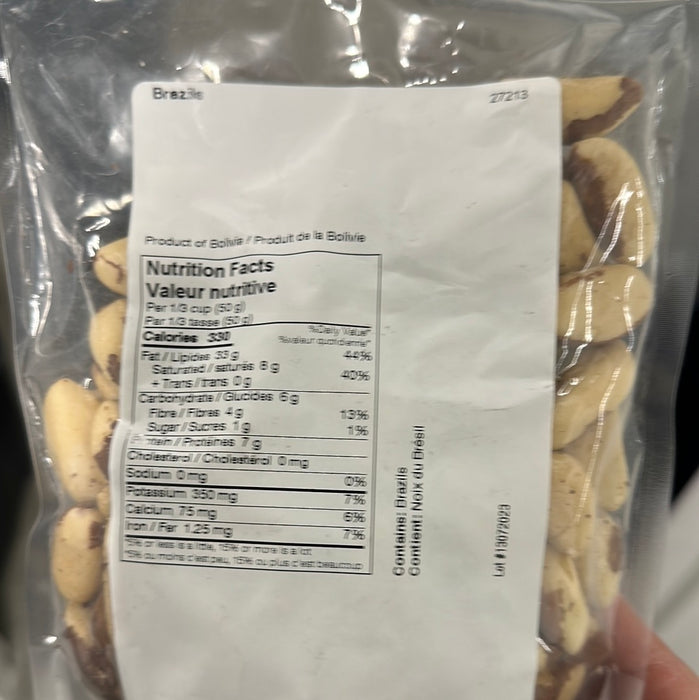 Brazils
27213
Product of Bolivia / Produit de la Bolivie
Nutrition Facts
Valeur nutritive
Per 1/3 cup (50 g)
Par 1/3 tasse (50 g)
% Daily Value*
% valeur quotidienne*
Calories 330
Fat / Lipides 33 g 44%
Saturated / saturés 8 g
+ Trans / trans 0 g 40%
Carbohydrate / Glucides 6 g
Fibre / Fibres 4 g 13%
Sugar / Sucres 1 g 1%
Protein / Protéines 7 g
Cholesterol / Cholestérol 0 mg
Sodium 0 mg 0%
Potassium 350 mg 7%
Calcium 75 mg 6%
Iron / Fer 1.25 mg 7%
*5% or less is a little, 15% or more is a lot
*5% ou moins c'est peu, 15% ou plus c'est beaucoup
Contains: Brazils
Contient: Noix du Brésil
Lot #13072023